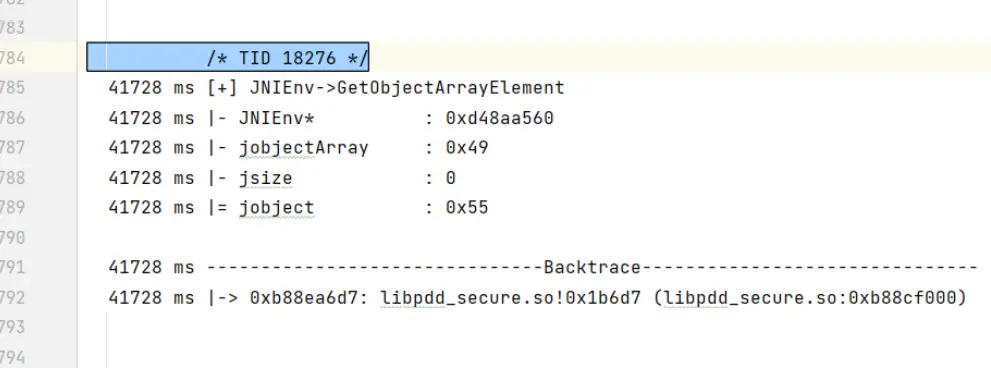 783
784 /* TID 18276 */
785 41728 ms [+] JNIEnv->GetObjectArrayElement
786 41728 ms |- JNIEnv* : 0xd48aa560
787 41728 ms |- jobjectArray : 0x49
788 41728 ms |- jsize : 0
789 41728 ms |= jobject : 0x55
790
791 41728 ms -------------------------------Backtrace-------------------------------
792 41728 ms |-> 0xb88ea6d7: libpdd_secure.so!0x1b6d7 (libpdd_secure.so:0xb88cf000)
793
794